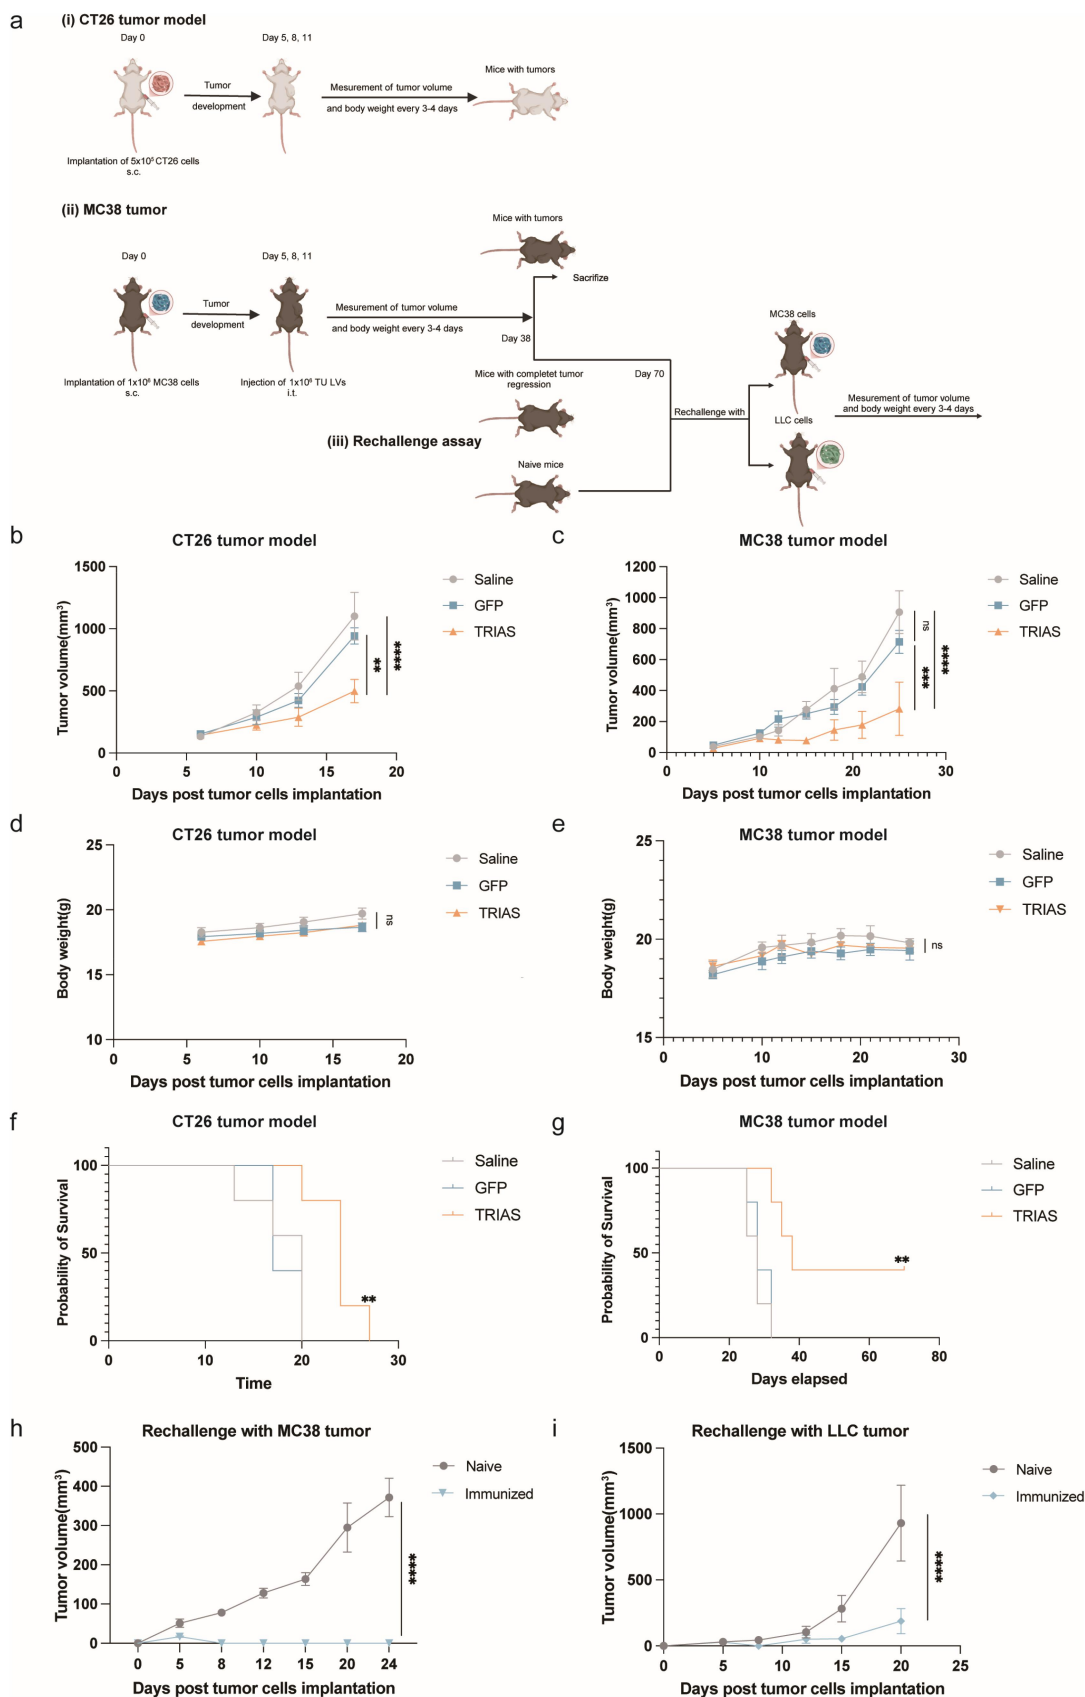 a
(i) CT26 tumor model
Day 0
Day 5, 8, 11
Tumor
development
Mesurement of tumor volume
and body weight every 3-4 days
Mice with tumors
Implantation of 5x10⁵ CT26 cells
s.c.
(ii) MC38 tumor
Day 0
Day 5, 8, 11
Tumor
development
Mesurement of tumor volume
and body weight every 3-4 days
Mice with tumors
Sacrifize
Day 38
Implantation of 1x10⁶ MC38 cells
s.c.
Injection of 1x10⁸ TU LVs
i.t.
Mice with completet tumor
regression
Day 70
(iii) Rechallenge assay
Naive mice
Rechallenge with
MC38 cells
LLC cells
Mesurement of tumor volume
and body weight every 3-4 days
b
CT26 tumor model
Tumor volume(mm³)
1500
1000
500
0
0 5 10 15 20
Days post tumor cells implantation
Saline
GFP
TRIAS
**
****
c
MC38 tumor model
Tumor volume(mm³)
1200
1000
800
600
400
200
0
0 10 20 30
Days post tumor cells implantation
Saline
GFP
TRIAS
ns
***
****
d
CT26 tumor model
Body weight(g)
25
20
15
10
0 5 10 15 20
Days post tumor cells implantation
Saline
GFP
TRIAS
ns
e
MC38 tumor model
Body weight(g)
25
20
15
0 10 20 30
Days post tumor cells implantation
Saline
GFP
TRIAS
ns
f
CT26 tumor model
Probability of Survival
100
50
0
0 10 20 30
Time
Saline
GFP
TRIAS
**
g
MC38 tumor model
Probability of Survival
100
50
0
0 20 40 60 80
Days elapsed
Saline
GFP
TRIAS
**
h
Rechallenge with MC38 tumor
Tumor volume(mm³)
500
400
300
200
100
0
0 5 8 12 15 20 24
Days post tumor cells implantation
Naive
Immunized
****
i
Rechallenge with LLC tumor
Tumor volume(mm³)
1500
1000
500
0
0 5 10 15 20 25
Days post tumor cells implantation
Naive
Immunized
****